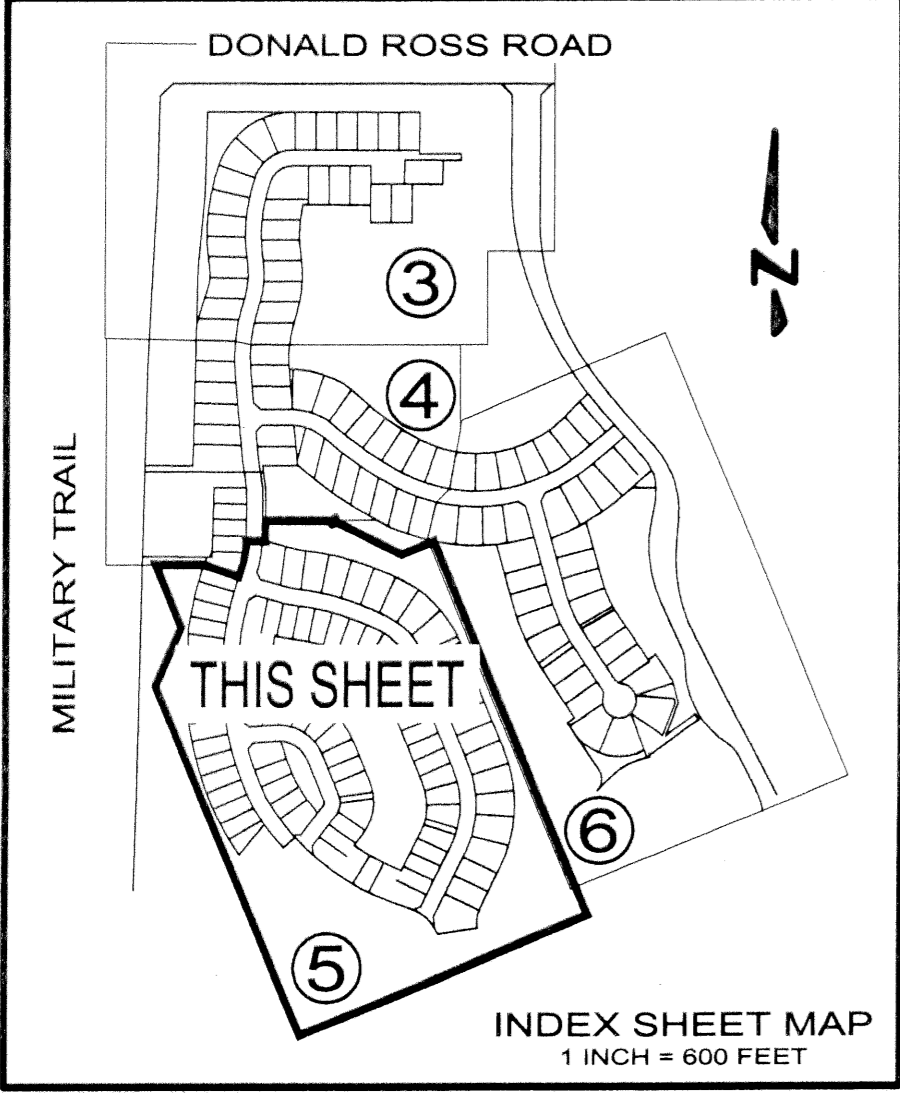 DONALD ROSS ROAD
N
3
4
MILITARY TRAIL
THIS SHEET
6
5
INDEX SHEET MAP
1 INCH = 600 FEET